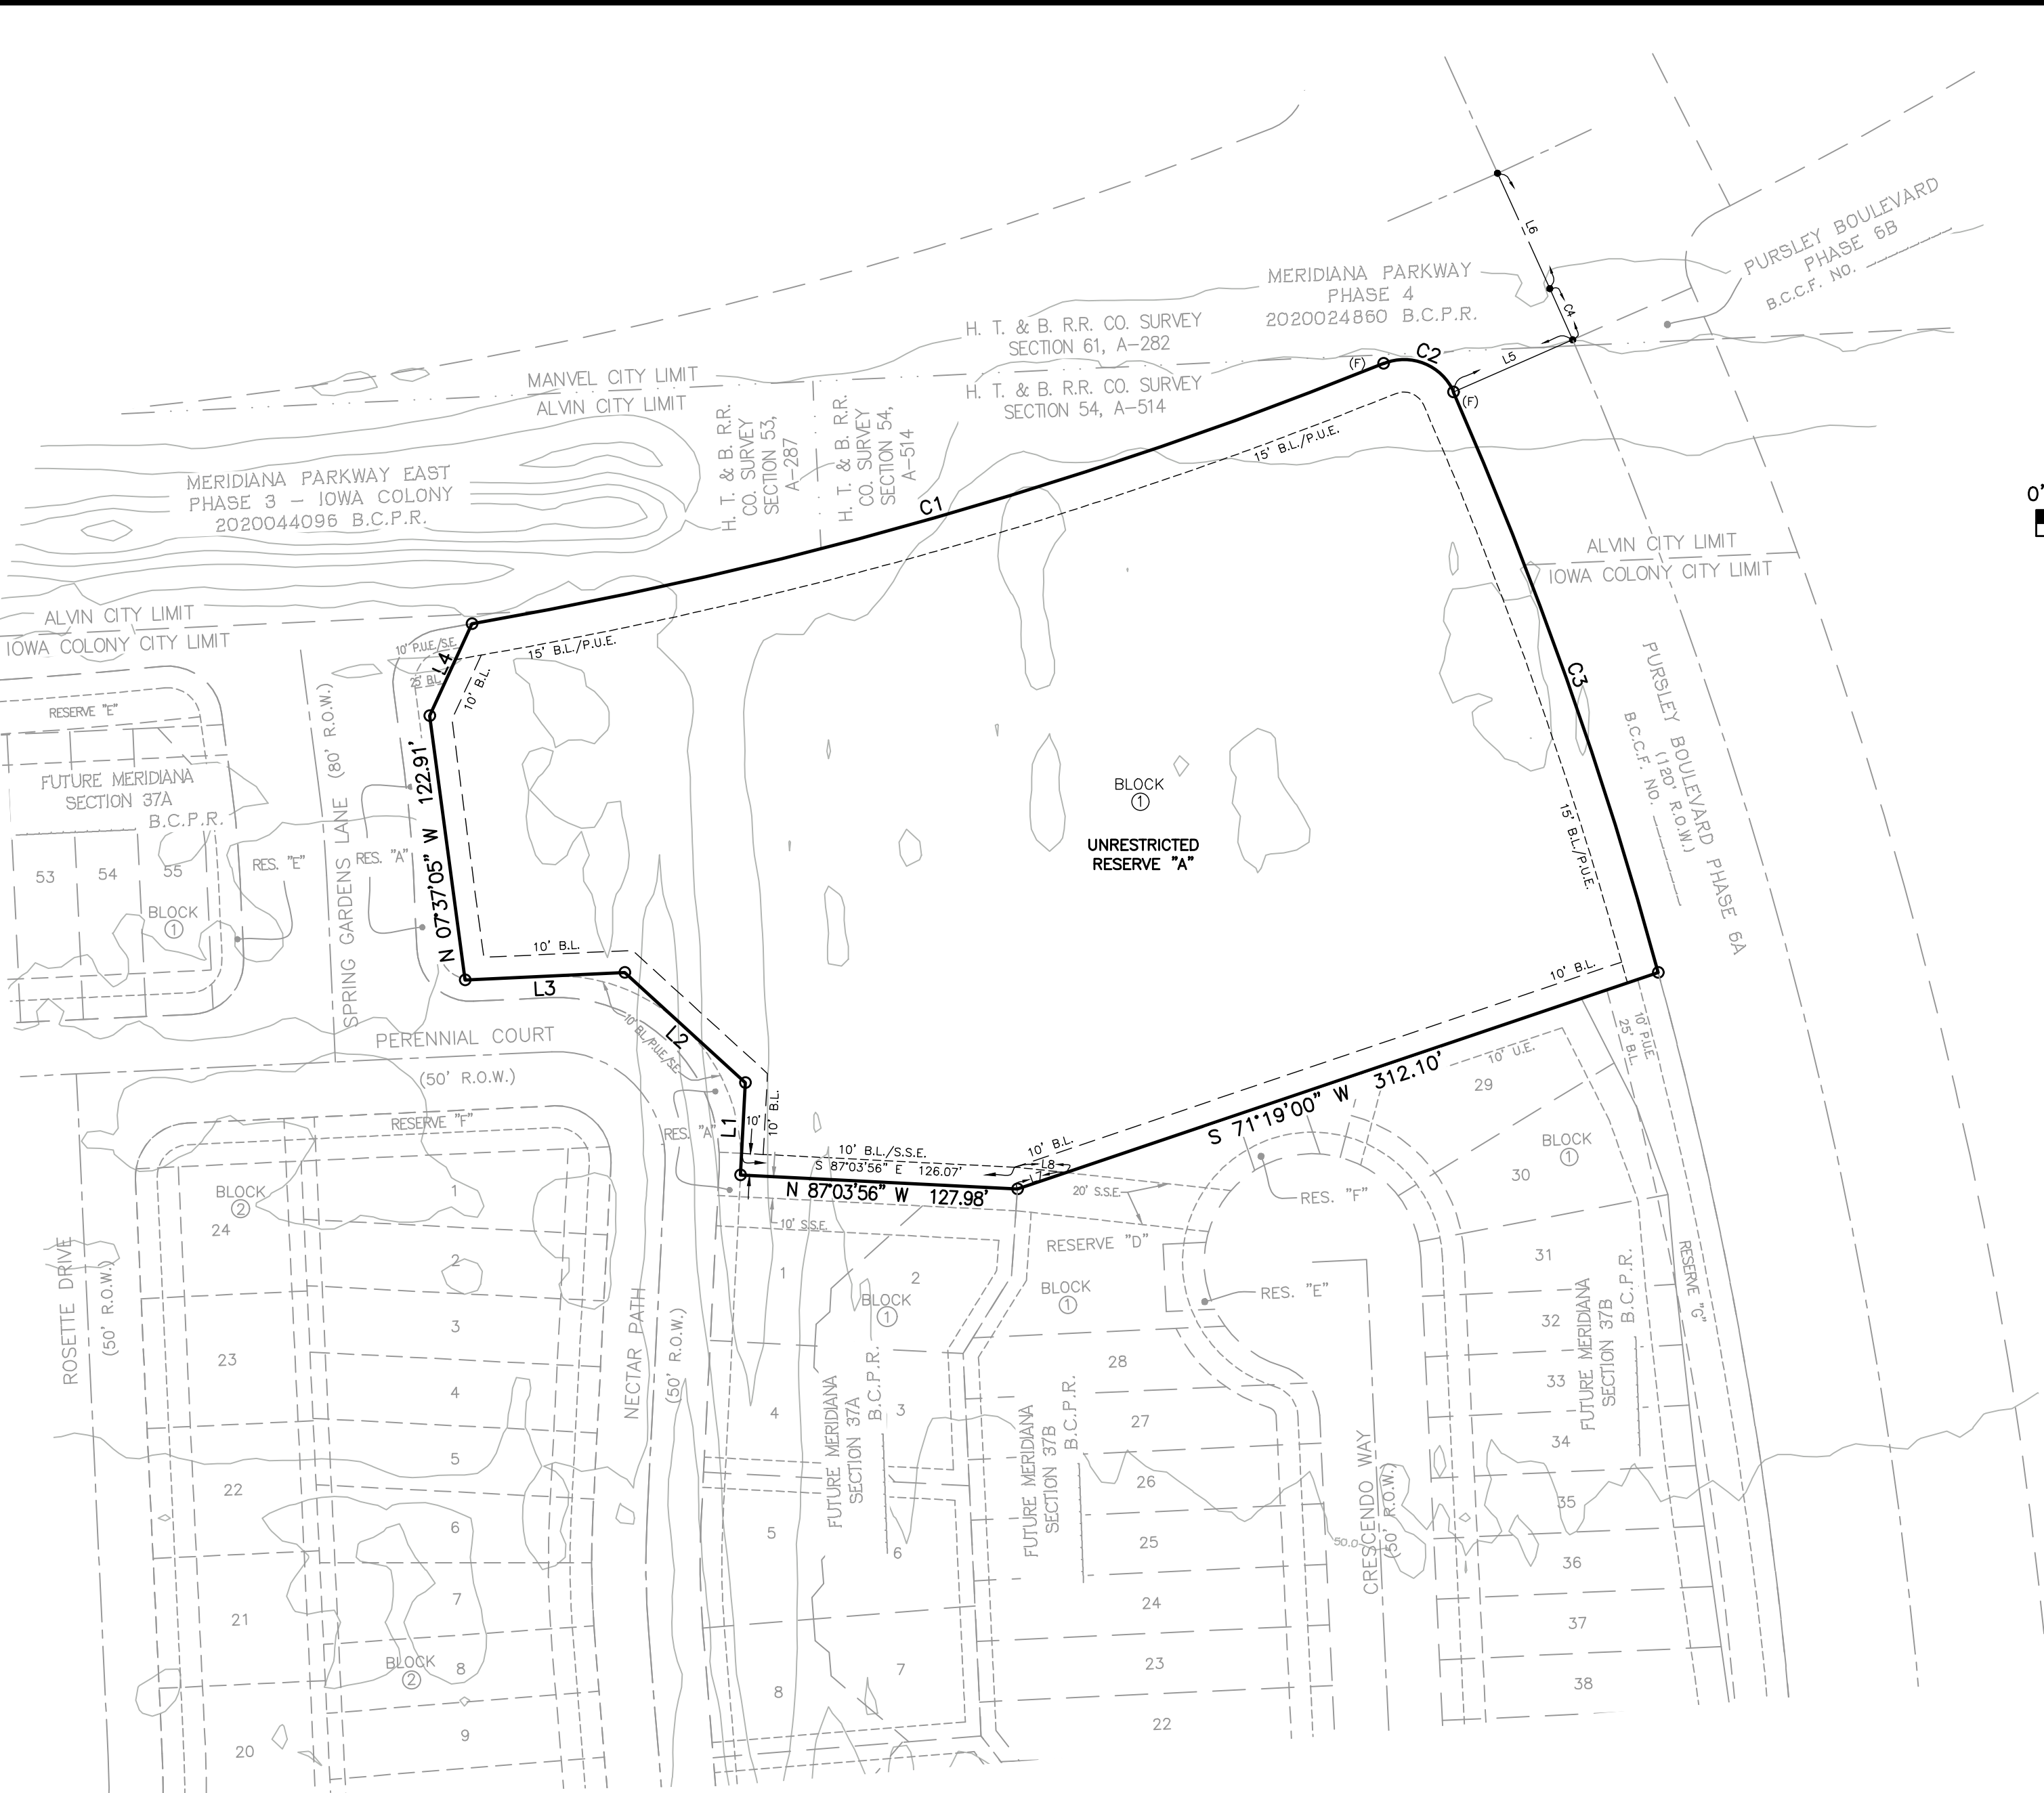 L6
C4
L5
PURSLEY BOULEVARD
PHASE 6B
B.C.C.F. NO.
MERIDIANA PARKWAY
PHASE 4
2020024860 B.C.P.R.
H. T. & B. R.R. CO. SURVEY
SECTION 61, A-282
H. T. & B. R.R. CO. SURVEY
SECTION 54, A-514
(F)
C2
(F)
MANVEL CITY LIMIT
ALVIN CITY LIMIT
H. T. & B. R.R.
CO. SURVEY
SECTION 53,
A-287
H. T. & B. R.R.
CO. SURVEY
SECTION 54,
A-514
15' B.L./P.U.E.
C1
MERIDIANA PARKWAY EAST
PHASE 3 - IOWA COLONY
2020044096 B.C.P.R.
0'
ALVIN CITY LIMIT
IOWA COLONY CITY LIMIT
ALVIN CITY LIMIT
IOWA COLONY CITY LIMIT
10' P.U.E./S.E.
25' B.L.
L4
10' B.L.
15' B.L./P.U.E.
RESERVE "E"
FUTURE MERIDIANA
SECTION 37A
B.C.P.R.
53
54
55
BLOCK
1
RES. "E"
SPRING GARDENS LANE (80' R.O.W.)
RES. "A"
N 07°37'05" W 122.91'
BLOCK
1
UNRESTRICTED
RESERVE "A"
C3
15' B.L./P.U.E.
PURSLEY BOULEVARD PHASE 6A
(120' R.O.W.)
B.C.C.F. NO.
10' B.L.
L3
L2
10' B.L./P.U.E./S.E.
10' B.L.
10' P.U.E.
25' B.L.
PERENNIAL COURT
(50' R.O.W.)
RES. "A"
L1
10'
10' B.L.
10' B.L./S.S.E.
S 87°03'56" E 126.07'
N 87°03'56" W 127.98'
10' S.S.E.
10' B.L.
L8
L7
20' S.S.E.
S 71°19'00" W 312.10'
10' U.E.
29
BLOCK
1
30
RES. "F"
RESERVE "F"
BLOCK
2
24
1
2
3
4
5
6
7
8
9
BLOCK
2
23
22
21
20
ROSETTE DRIVE
(50' R.O.W.)
NECTAR PATH
(50' R.O.W.)
1
2
BLOCK
1
3
4
5
6
7
8
FUTURE MERIDIANA
SECTION 37A
B.C.P.R.
RESERVE "D"
BLOCK
1
RES. "E"
28
27
26
25
24
23
22
FUTURE MERIDIANA
SECTION 37B
B.C.P.R.
50.0
CRESCENDO WAY
(50' R.O.W.)
31
32
33
34
35
36
37
38
FUTURE MERIDIANA
SECTION 37B
B.C.P.R.
RESERVE "G"